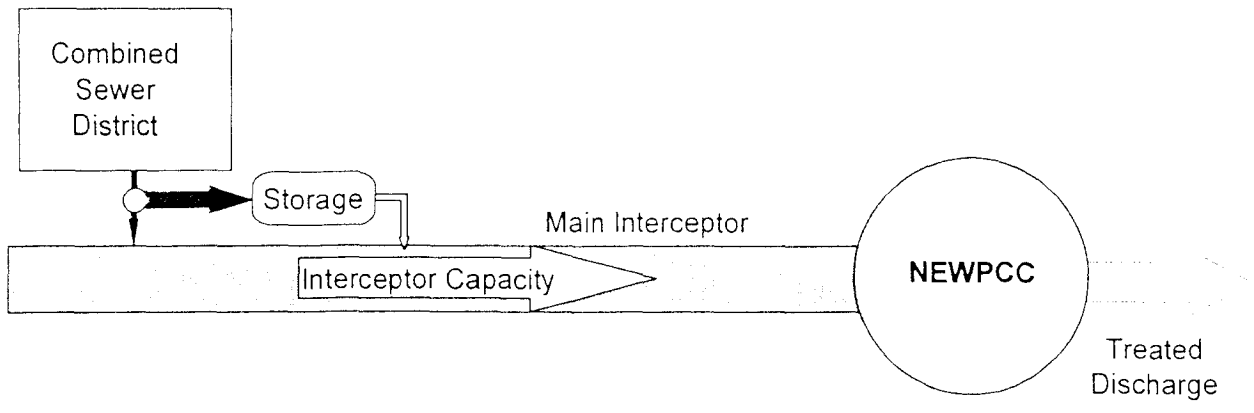 Combined
Sewer
District
Storage
Main Interceptor
Interceptor Capacity
NEWPCC
Treated
Discharge